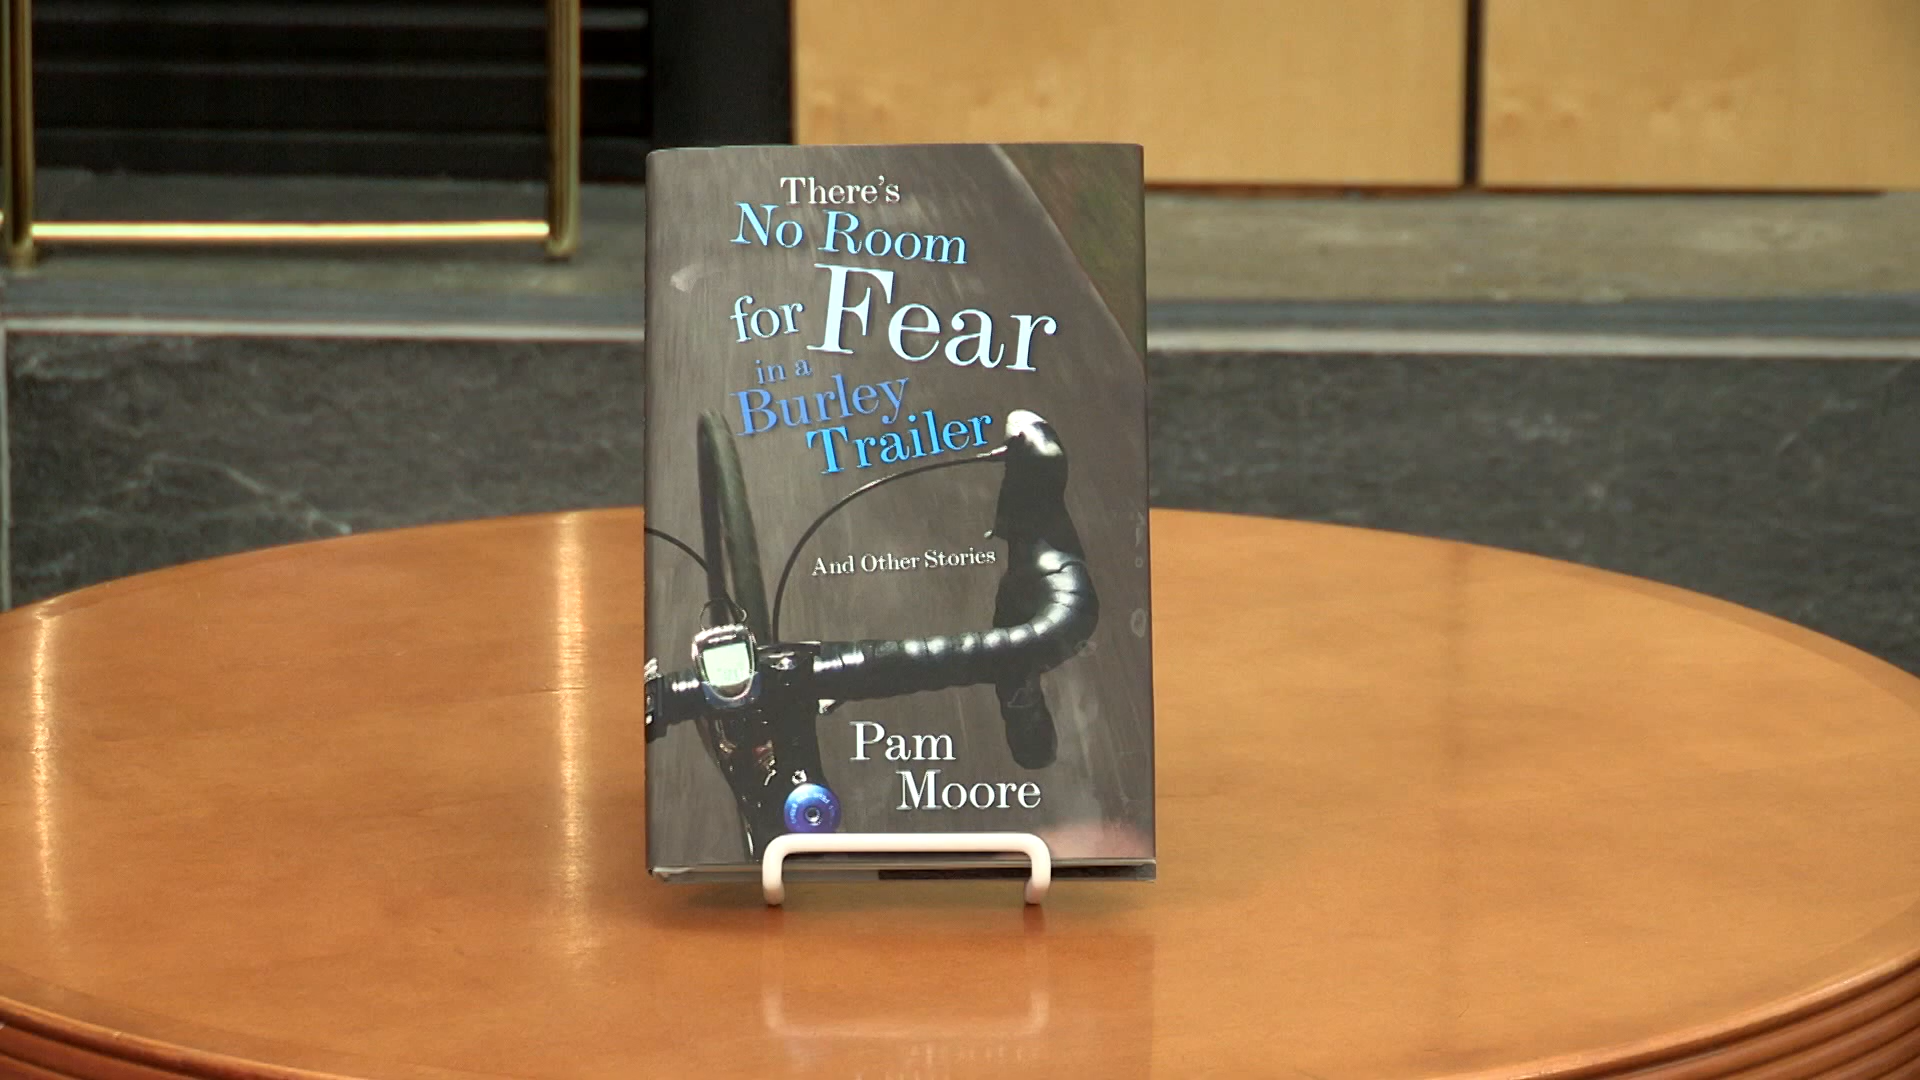 There's
No Room
for Fear
in a
Burley
Trailer
And Other Stories
Pam
Moore